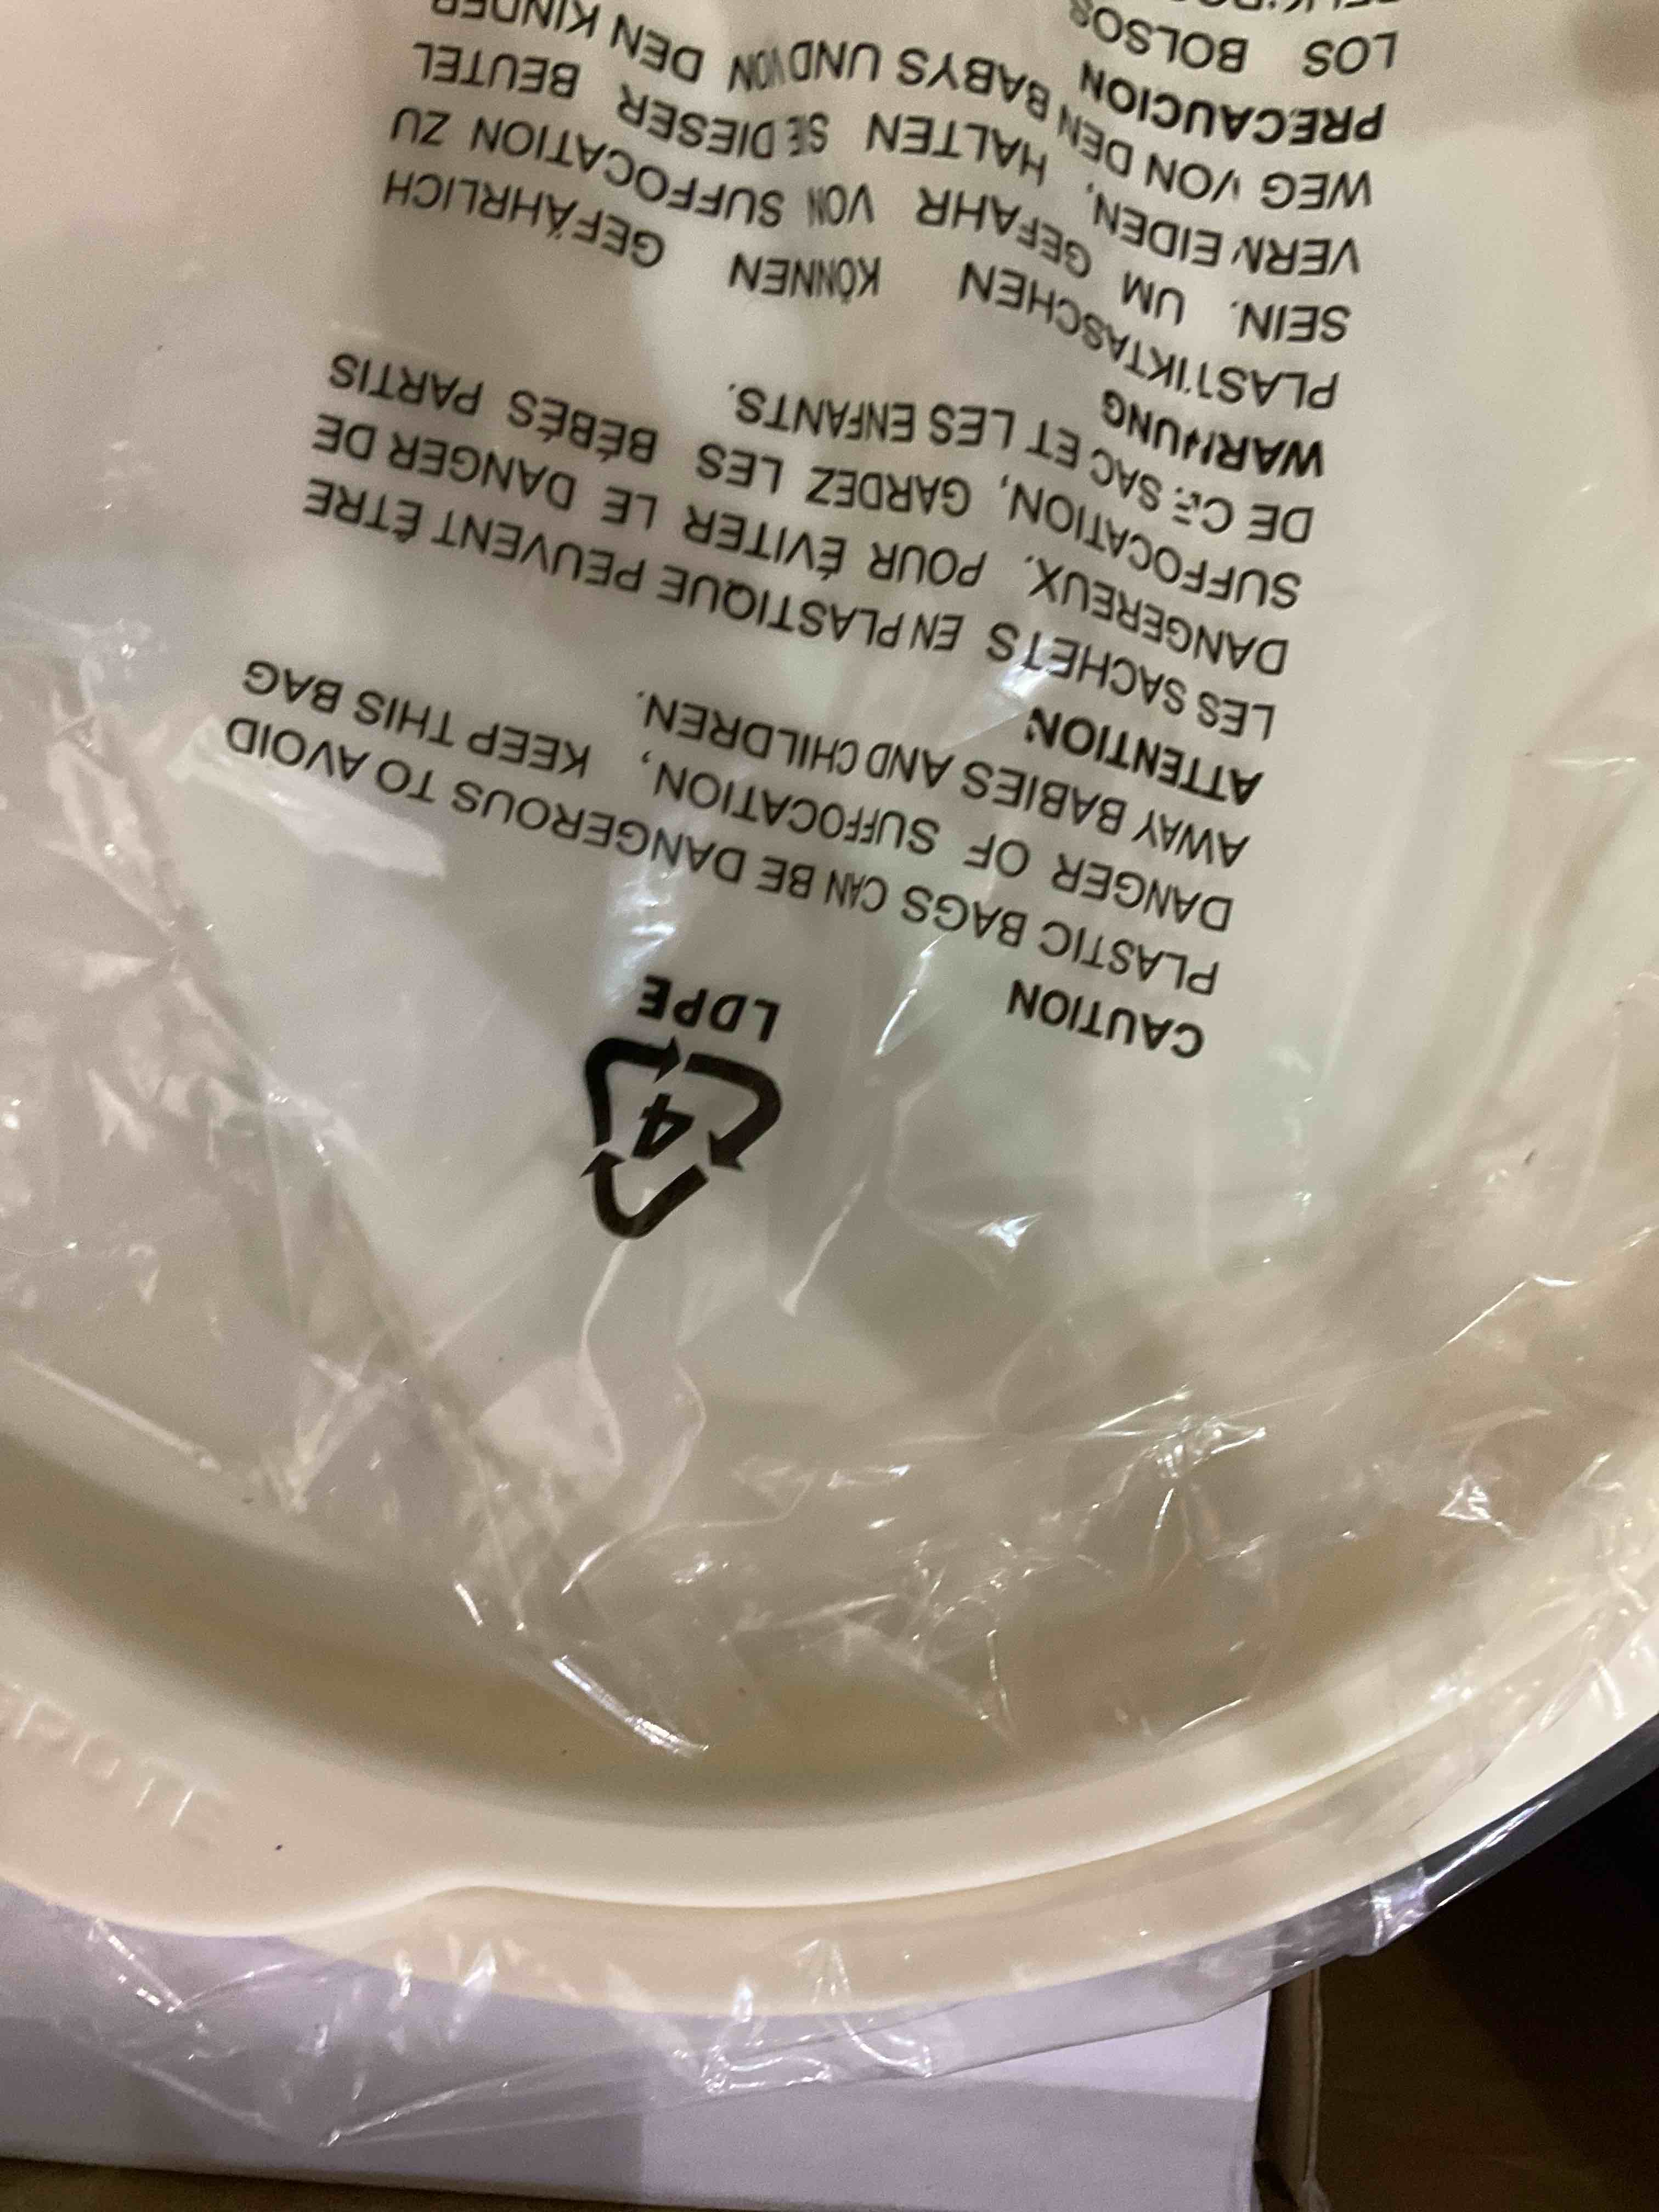 LDPE
4
CAUTION
PLASTIC BAGS CAN BE DANGEROUS TO AVOID
DANGER OF SUFFOCATION, KEEP THIS BAG
AWAY BABIES AND CHILDREN.
ATTENTION
LES SACHETS EN PLASTIQUE PEUVENT ÊTRE
DANGEREUX. POUR ÉVITER LE DANGER DE
SUFFOCATION, GARDEZ LES BÉBÉS PARTIS
DE CE SAC ET LES ENFANTS.
WARNUNG
PLASTIKTASCHEN KÖNNEN GEFÄHRLICH
SEIN. UM GEFAHR VON SUFFOCATION ZU
VERMEIDEN, HALTEN SIE DIESER BEUTEL
WEG VON DEN BABYS UND VON DEN KINDER
PRECAUCION
LOS BOLSOS